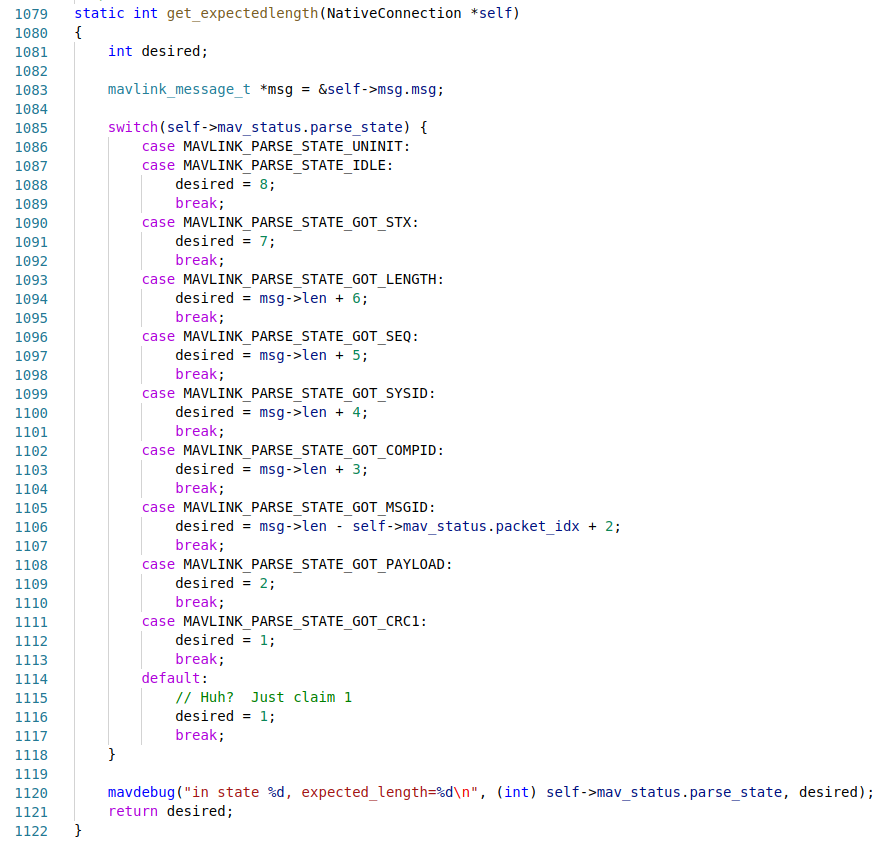 1079 static int get_expectedlength(NativeConnection *self)
1080 {
1081     int desired;
1082
1083     mavlink_message_t *msg = &self->msg.msg;
1084
1085     switch(self->mav_status.parse_state) {
1086         case MAVLINK_PARSE_STATE_UNINIT:
1087         case MAVLINK_PARSE_STATE_IDLE:
1088             desired = 8;
1089             break;
1090         case MAVLINK_PARSE_STATE_GOT_STX:
1091             desired = 7;
1092             break;
1093         case MAVLINK_PARSE_STATE_GOT_LENGTH:
1094             desired = msg->len + 6;
1095             break;
1096         case MAVLINK_PARSE_STATE_GOT_SEQ:
1097             desired = msg->len + 5;
1098             break;
1099         case MAVLINK_PARSE_STATE_GOT_SYSID:
1100             desired = msg->len + 4;
1101             break;
1102         case MAVLINK_PARSE_STATE_GOT_COMPID:
1103             desired = msg->len + 3;
1104             break;
1105         case MAVLINK_PARSE_STATE_GOT_MSGID:
1106             desired = msg->len - self->mav_status.packet_idx + 2;
1107             break;
1108         case MAVLINK_PARSE_STATE_GOT_PAYLOAD:
1109             desired = 2;
1110             break;
1111         case MAVLINK_PARSE_STATE_GOT_CRC1:
1112             desired = 1;
1113             break;
1114         default:
1115             // Huh?  Just claim 1
1116             desired = 1;
1117             break;
1118     }
1119
1120     mavdebug("in state %d, expected_length=%d\n", (int) self->mav_status.parse_state, desired);
1121     return desired;
1122 }